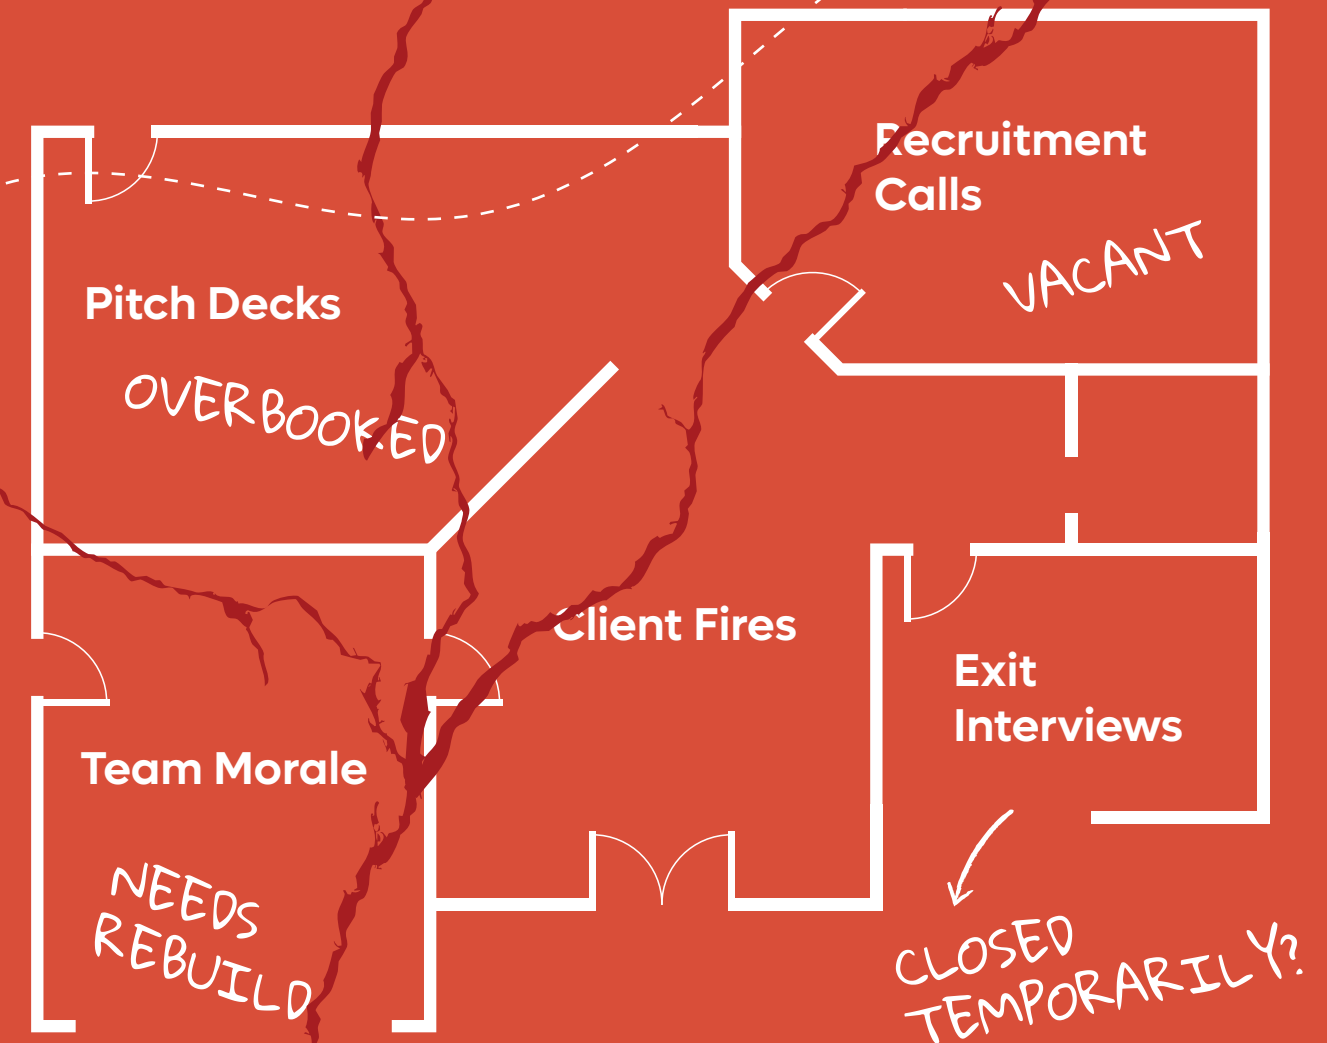 Recruitment
Calls
VACANT
Pitch Decks
OVERBOOKED
Client Fires
Exit
Interviews
Team Morale
NEEDS
REBUILD
CLOSED
TEMPORARILY?